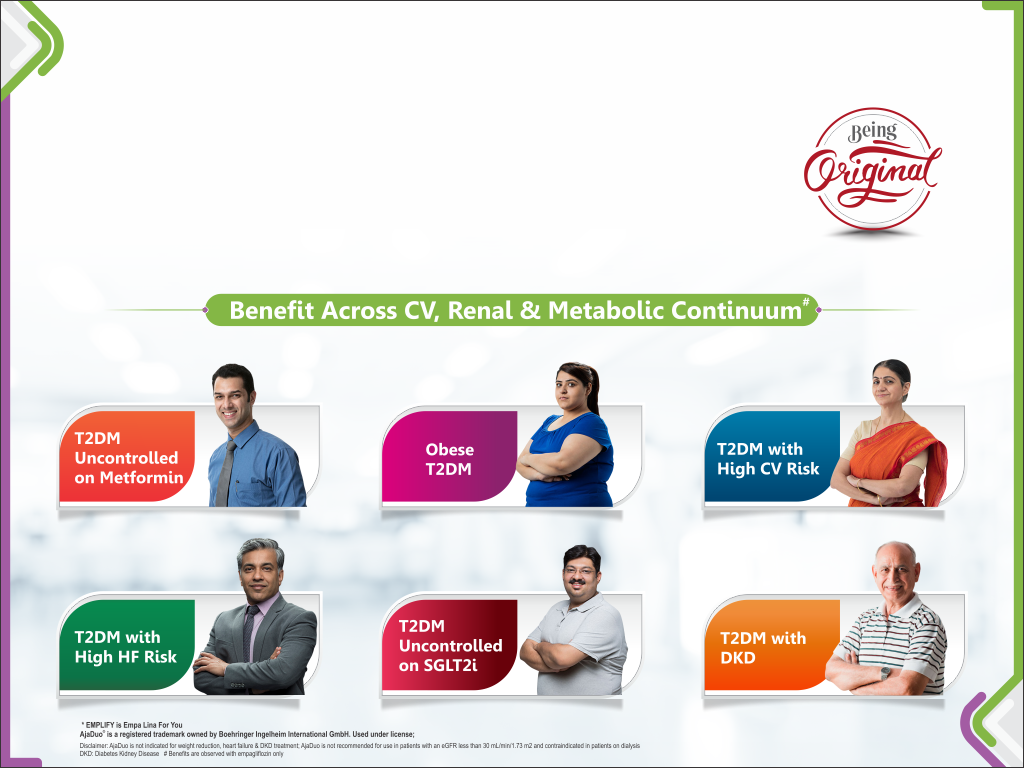 Being
Original
Benefit Across CV, Renal & Metabolic Continuum#
T2DM
Uncontrolled
on Metformin
Obese
T2DM
T2DM with
High CV Risk
T2DM with
High HF Risk
T2DM
Uncontrolled
on SGLT2i
T2DM with
DKD
* EMPLIFY is Empa Lina For You
AjaDuo® is a registered trademark owned by Boehringer Ingelheim International GmbH. Used under license;
Disclaimer: AjaDuo is not indicated for weight reduction, heart failure & DKD treatment; AjaDuo is not recommended for use in patients with an eGFR less than 30 mL/min/1.73 m2 and contraindicated in patients on dialysis
DKD: Diabetes Kidney Disease # Benefits are observed with empagliflozin only